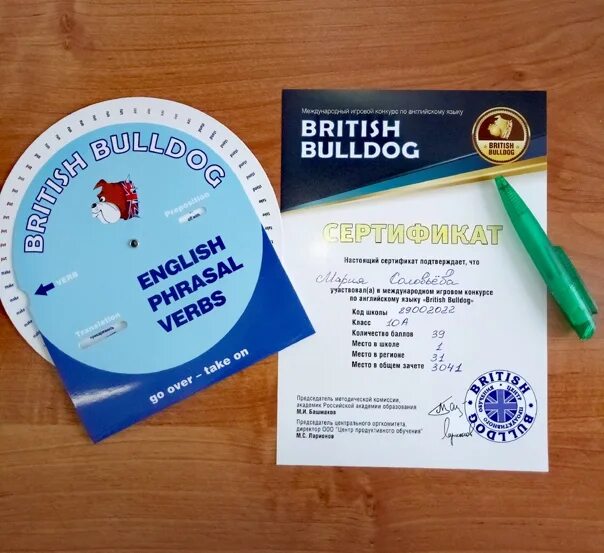 BRITISH BULLDOG
Preposition
VERB
ENGLISH
PHRASAL
VERBS
Translation
go over – take on
Международный игровой конкурс по английскому языку
BRITISH
BULLDOG
BRITISH
BULLDOG
СЕРТИФИКАТ
Настоящий сертификат подтверждает, что
Мария Соловьёва
участвовал(а) в международном игровом конкурсе
по английскому языку «British Bulldog»
Код школы 29002022
Класс 10А
Количество баллов 39
Место в школе 1
Место в регионе 31
Место в общем зачете 3041
Председатель методической комиссии,
академик Российской академии образования
М.И. Башмаков
Председатель центрального оргкомитета,
директор ООО "Центр продуктивного обучения"
М.С. Ларионов
BRITISH
BULLDOG